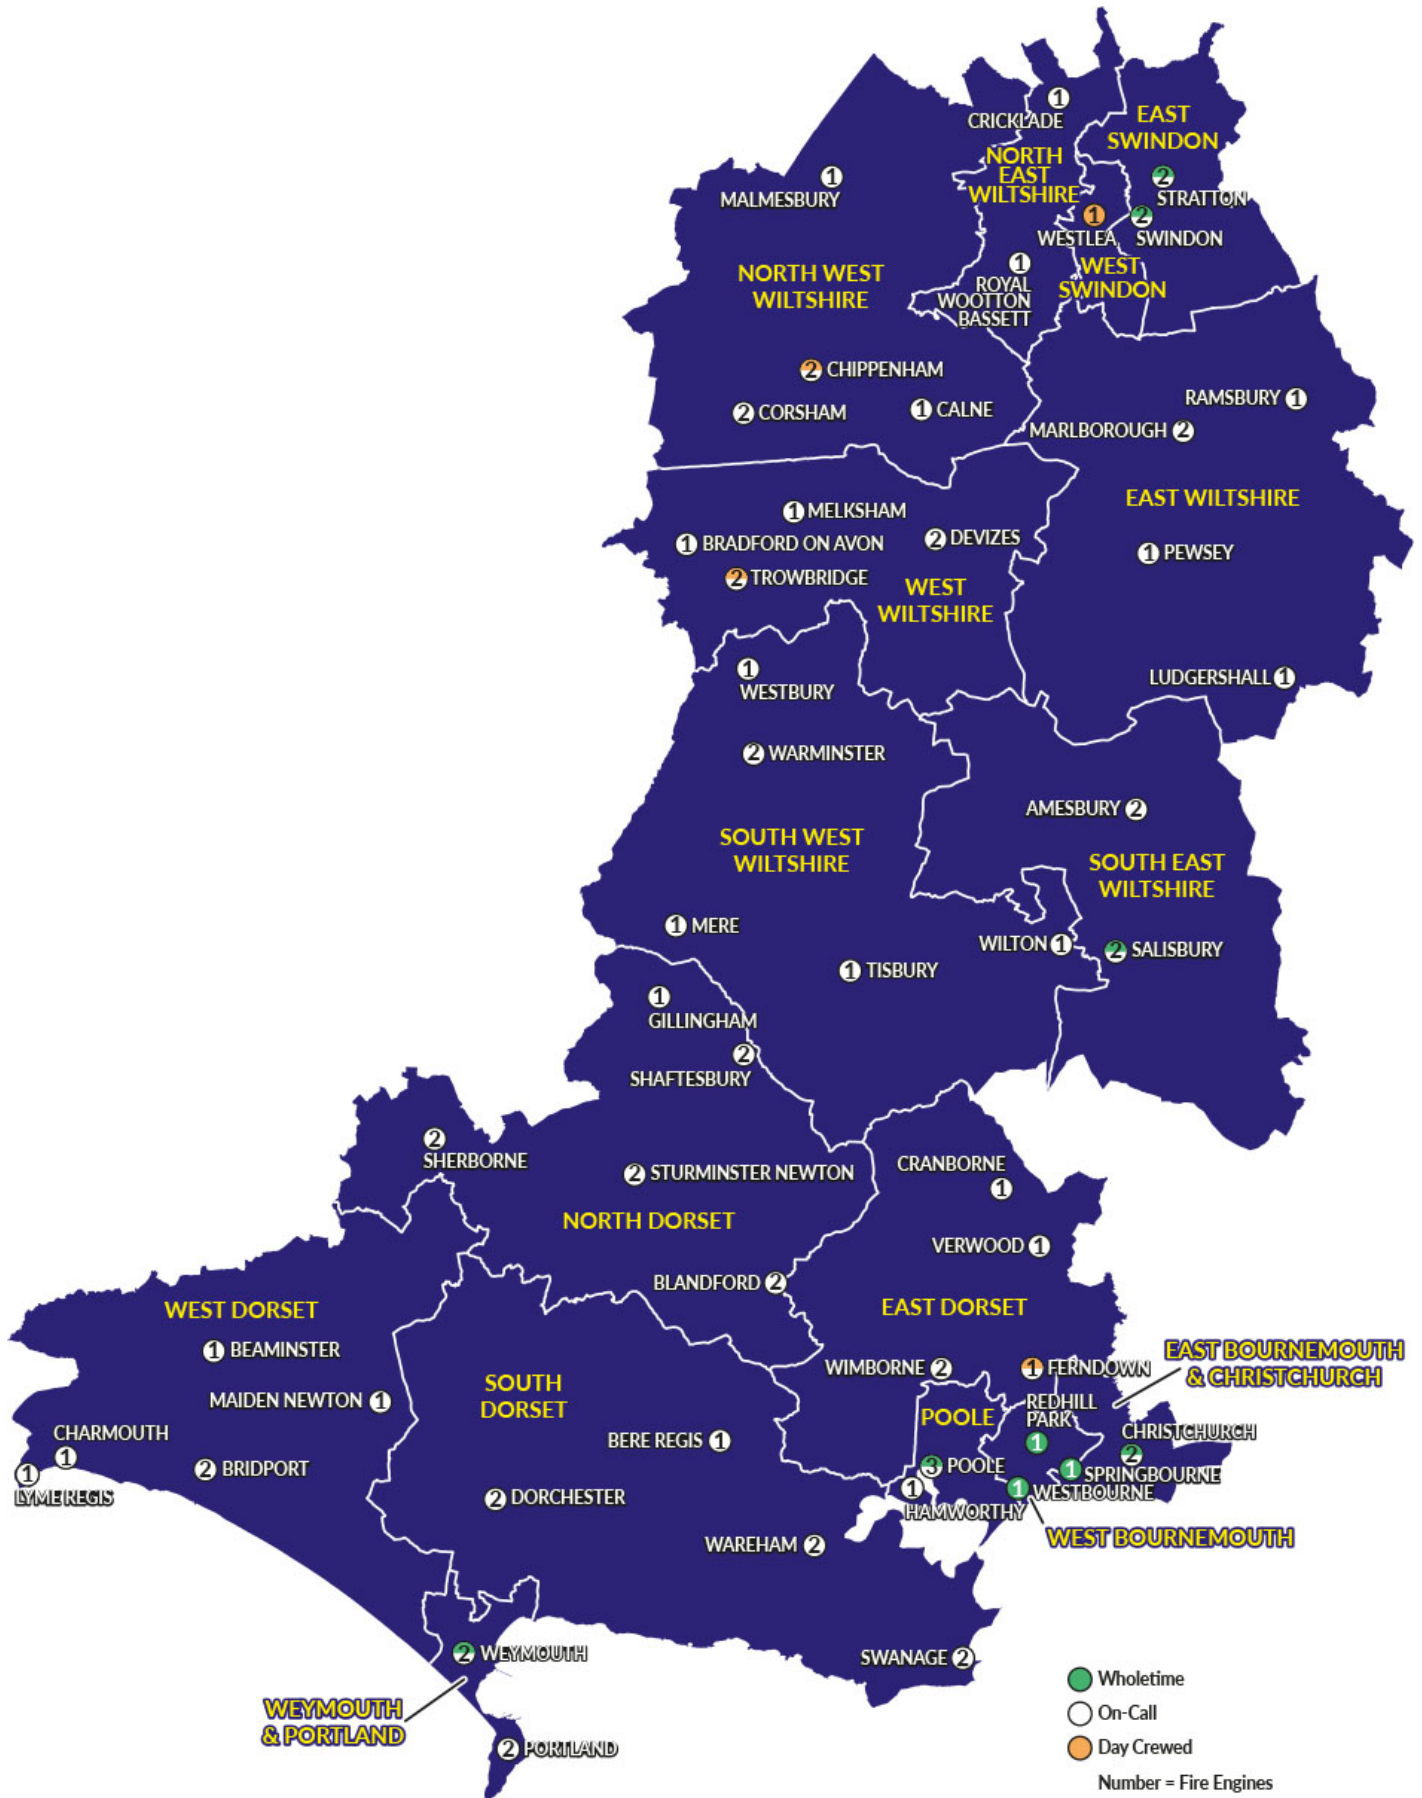 1
CRICKLADE
EAST
SWINDON
NORTH
EAST
WILTSHIRE
1
MALMESBURY
2
STRATTON
1
WESTLEA
2
SWINDON
NORTH WEST
WILTSHIRE
1
ROYAL
WOOTTON
BASSETT
WEST
SWINDON
2 CHIPPENHAM
2 CORSHAM
1 CALNE
RAMSBURY 1
MARLBOROUGH 2
EAST WILTSHIRE
1 MELKSHAM
1 BRADFORD ON AVON
2 DEVIZES
1 PEWSEY
2 TROWBRIDGE
WEST
WILTSHIRE
1
WESTBURY
LUDGERSHALL 1
2 WARMINSTER
AMESBURY 2
SOUTH WEST
WILTSHIRE
SOUTH EAST
WILTSHIRE
1 MERE
WILTON 1
2 SALISBURY
1 TISBURY
1
GILLINGHAM
2
SHAFTESBURY
2
SHERBORNE
2 STURMINSTER NEWTON
CRANBORNE
1
NORTH DORSET
VERWOOD 1
BLANDFORD 2
WEST DORSET
EAST DORSET
1 BEAMINSTER
WIMBORNE 2
1 FERNDOWN
EAST BOURNEMOUTH
& CHRISTCHURCH
SOUTH
DORSET
MAIDEN NEWTON 1
POOLE
REDHILL
PARK
1
CHARMOUTH
1
BERE REGIS 1
CHRISTCHURCH
2
1
LYME REGIS
2 BRIDPORT
3 POOLE
1 SPRINGBOURNE
2 DORCHESTER
1
HAMWORTHY
1 WESTBOURNE
WAREHAM 2
WEST BOURNEMOUTH
2 WEYMOUTH
SWANAGE 2
WEYMOUTH
& PORTLAND
2 PORTLAND
Wholetime
On-Call
Day Crewed
Number = Fire Engines